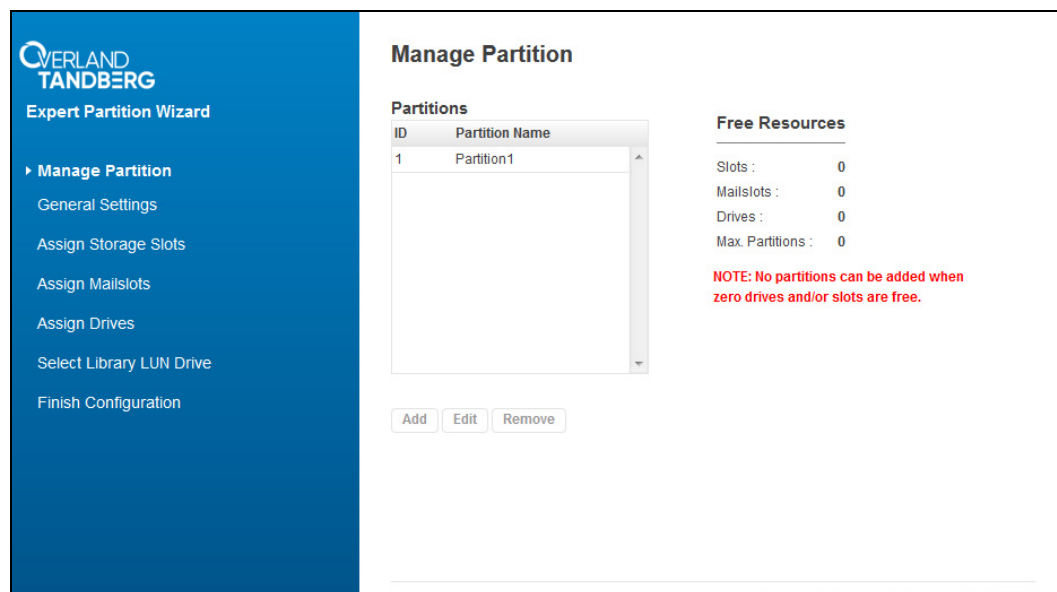 OVERLAND
TANDBERG
Expert Partition Wizard
Manage Partition
General Settings
Assign Storage Slots
Assign Mailslots
Assign Drives
Select Library LUN Drive
Finish Configuration
Manage Partition
Partitions
ID Partition Name
1 Partition1
Add Edit Remove
Free Resources
Slots : 0
Mailslots : 0
Drives : 0
Max. Partitions : 0
NOTE: No partitions can be added when
zero drives and/or slots are free.